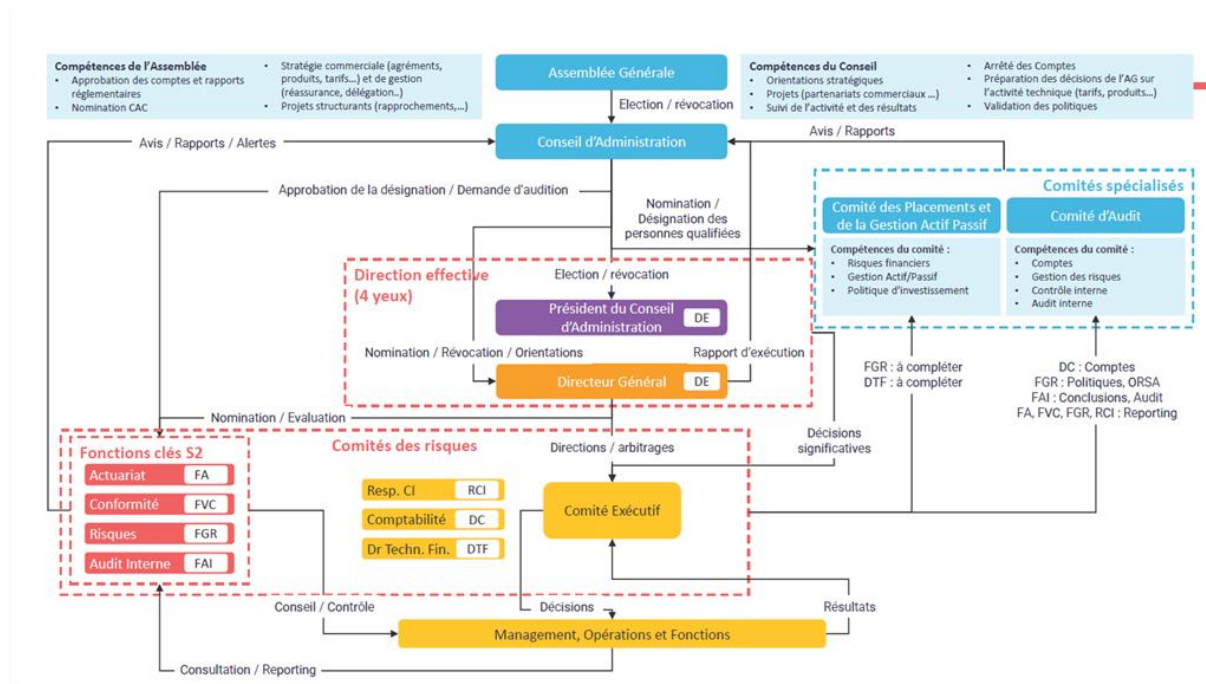 Compétences de l'Assemblée
• Approbation des comptes et rapports
réglementaires
• Nomination CAC
• Stratégie commerciale (agréments,
produits, tarifs...) et de gestion
(réassurance, délégation..)
• Projets structurants (rapprochements,...)
Assemblée Générale
Compétences du Conseil
• Orientations stratégiques
• Projets (partenariats commerciaux ...)
• Suivi de l'activité et des résultats
• Arrêté des Comptes
• Préparation des décisions de l'AG sur
l'activité technique (tarifs, produits...)
• Validation des politiques
Election / révocation
Avis / Rapports / Alertes
Conseil d'Administration
Avis / Rapports
Approbation de la désignation / Demande d'audition
Nomination /
Désignation des
personnes qualifiées
Comités spécialisés
Comité des Placements et
de la Gestion Actif Passif
Compétences du comité :
• Risques financiers
• Gestion Actif/Passif
• Politique d'investissement
Comité d'Audit
Compétences du comité :
• Comptes
• Gestion des risques
• Contrôle interne
• Audit interne
Direction effective
(4 yeux)
Election / révocation
Président du Conseil
d'Administration
DE
Nomination / Révocation / Orientations
Rapport d'exécution
Directeur Général
DE
FGR : à compléter
DTF : à compléter
DC : Comptes
FGR : Politiques, ORSA
FAI : Conclusions, Audit
FA, FVC, FGR, RCI : Reporting
Nomination / Evaluation
Décisions
significatives
Comités des risques
Directions / arbitrages
Fonctions clés S2
Actuariat FA
Conformité FVC
Risques FGR
Audit Interne FAI
Resp. CI RCI
Comptabilité DC
Dr Techn. Fin. DTF
Comité Exécutif
Conseil / Contrôle
Décisions
Résultats
Management, Opérations et Fonctions
Consultation / Reporting